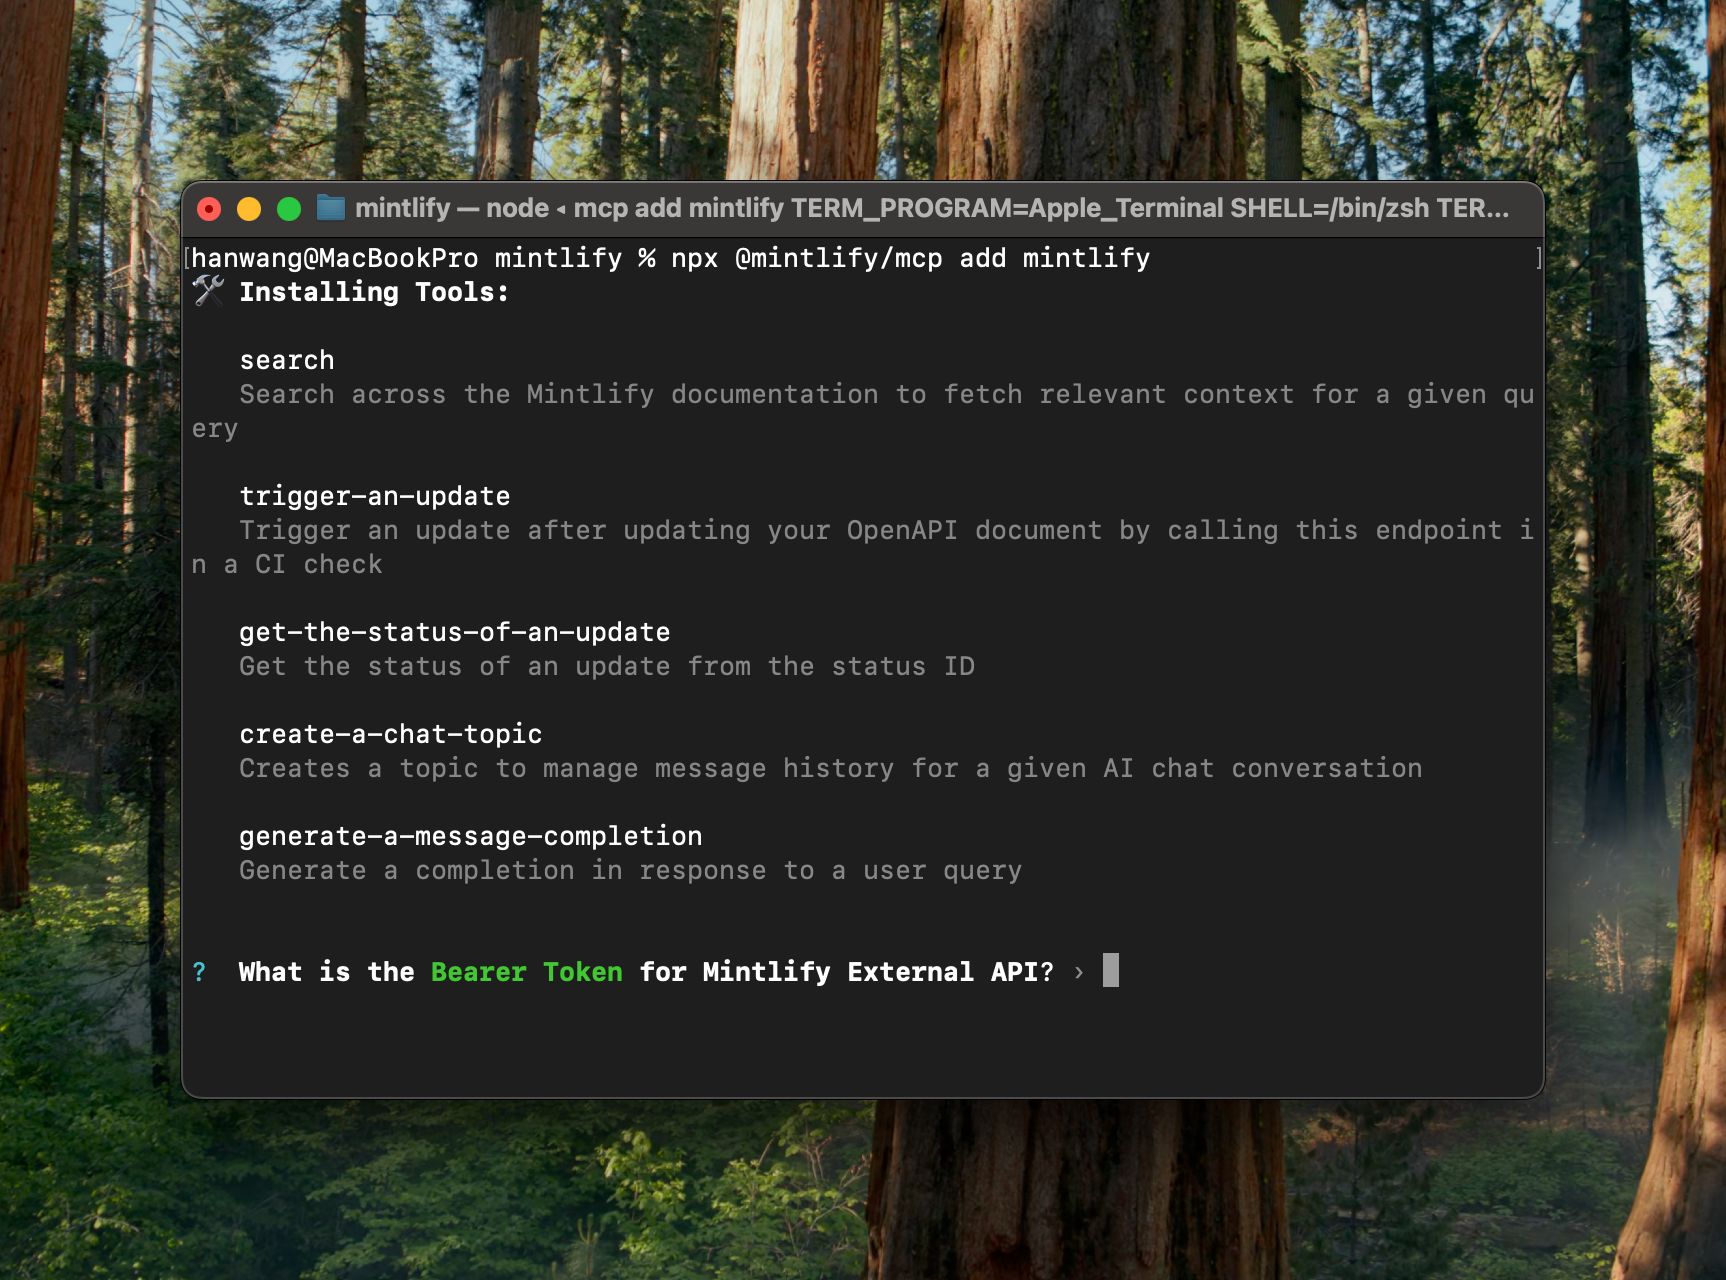 mintlify — node ◂ mcp add mintlify TERM_PROGRAM=Apple_Terminal SHELL=/bin/zsh TER...
[hanwang@MacBookPro mintlify % npx @mintlify/mcp add mintlify ]
🛠 Installing Tools:
search
Search across the Mintlify documentation to fetch relevant context for a given qu
ery
trigger-an-update
Trigger an update after updating your OpenAPI document by calling this endpoint i
n a CI check
get-the-status-of-an-update
Get the status of an update from the status ID
create-a-chat-topic
Creates a topic to manage message history for a given AI chat conversation
generate-a-message-completion
Generate a completion in response to a user query
? What is the Bearer Token for Mintlify External API? ›